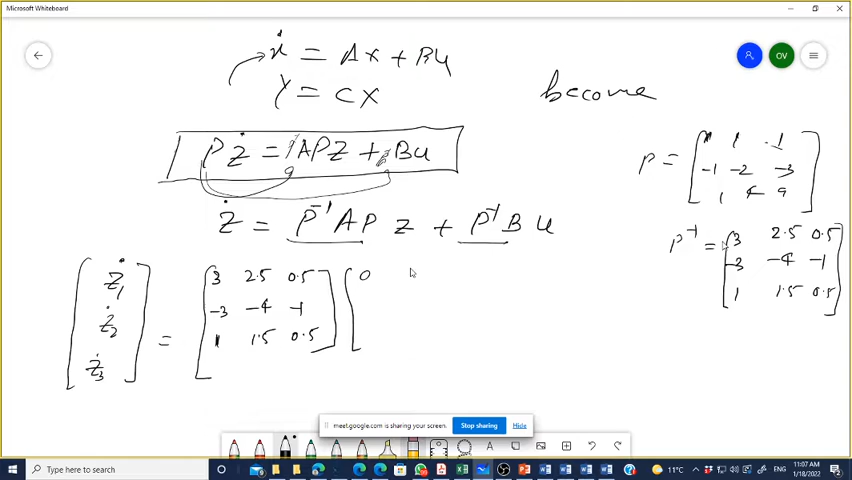 Microsoft Whiteboard
OV
ẋ = Ax + Bu
Y = CX
become
Pż = APZ + Bu
P = [1 1 1
-1 -2 -3
1 4 9]
ż = P⁻¹AP z + P⁻¹B u
P⁻¹ = [3 2.5 0.5
-3 -4 -1
1 1.5 0.5]
[ż₁
ż₂
ż₃] = [3 2.5 0.5
-3 -4 -1
1 1.5 0.5] [0
meet.google.com is sharing your screen.
Stop sharing
Hide
Type here to search
11°C
ENG
11:07 AM
1/18/2022